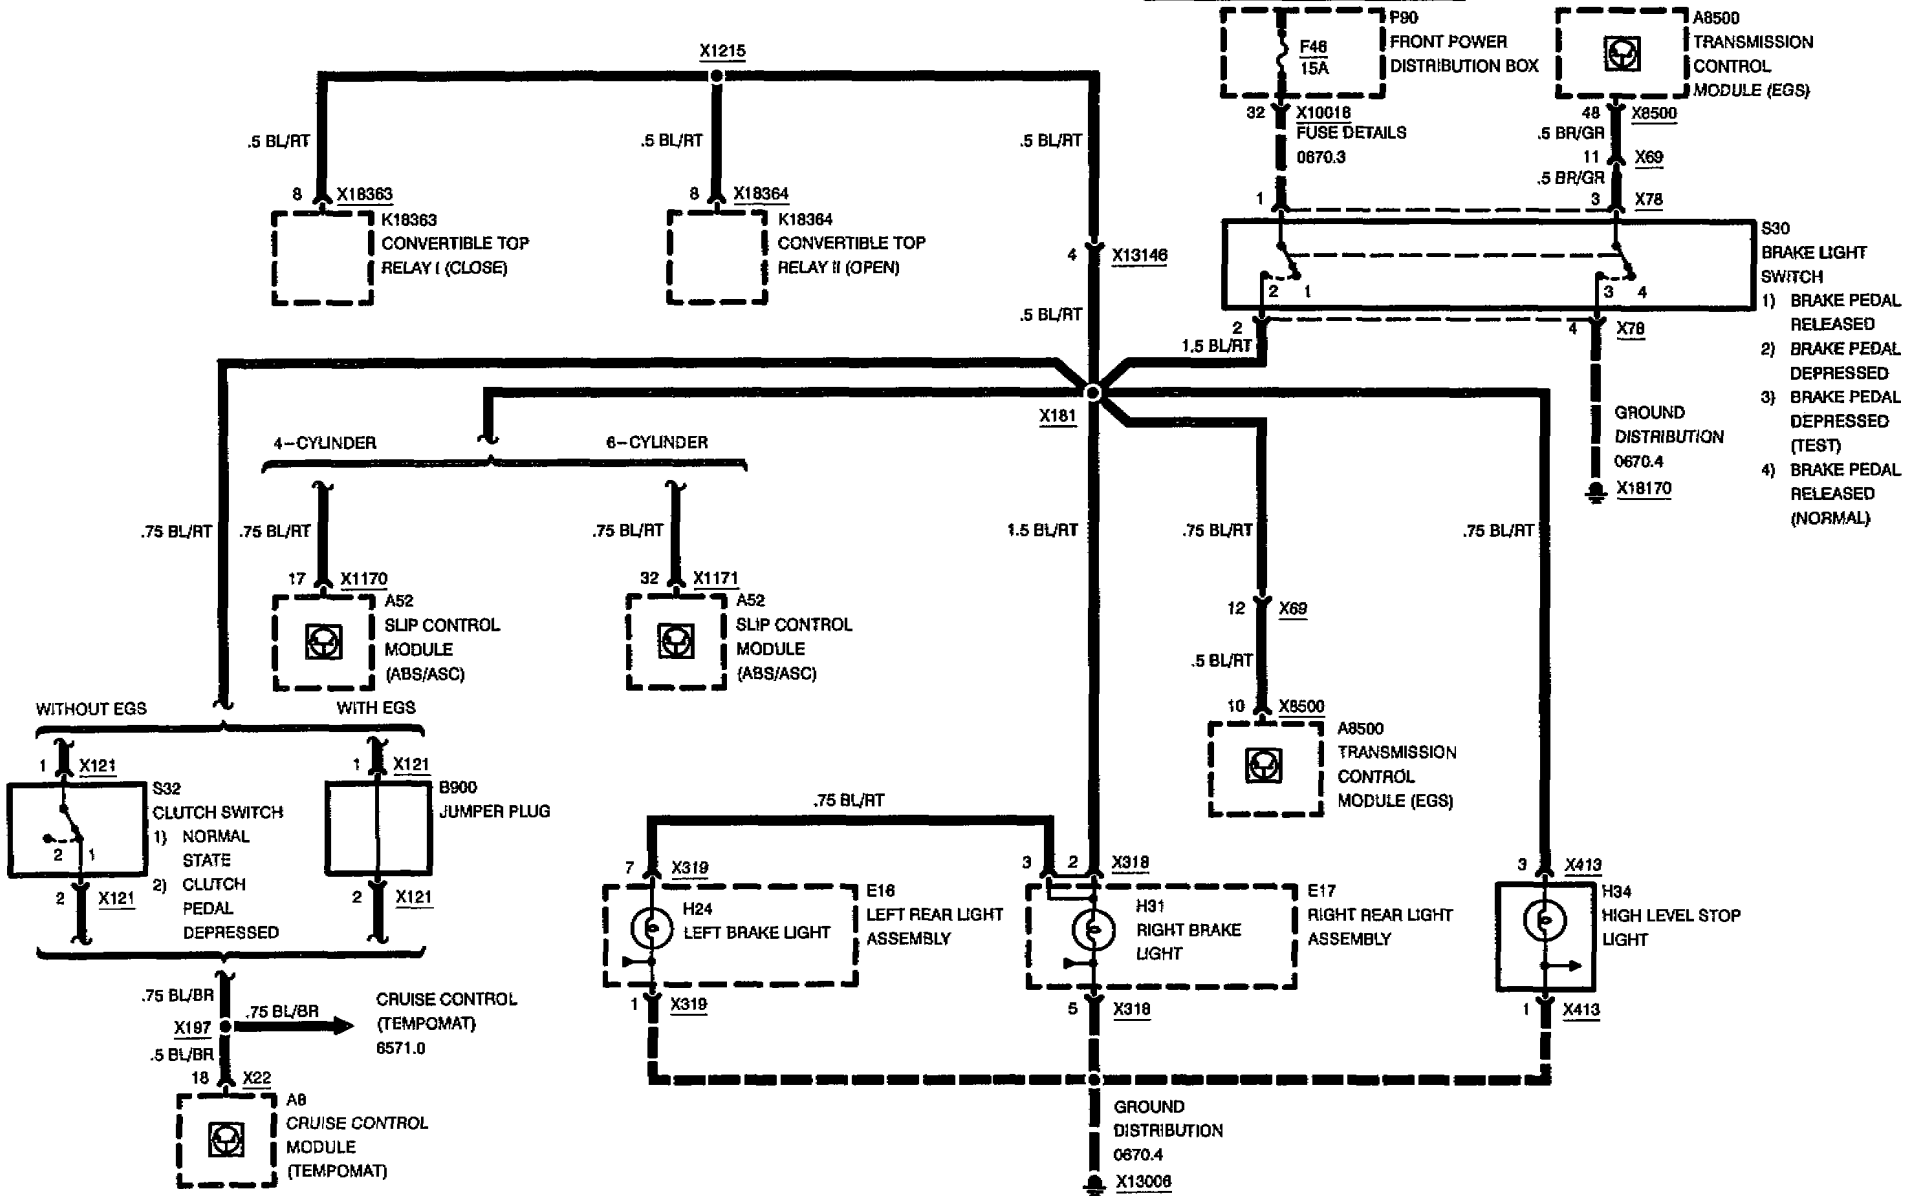 P90
FRONT POWER
DISTRIBUTION BOX
F46
15A
A8500
TRANSMISSION
CONTROL
MODULE (EGS)
32
X10018
FUSE DETAILS
0670.3
48
X8500
.5 BR/GR
11
X69
.5 BR/GR
1
3
X78
X1215
.5 BL/RT
.5 BL/RT
.5 BL/RT
8
X18363
K18363
CONVERTIBLE TOP
RELAY I (CLOSE)
8
X18364
K18364
CONVERTIBLE TOP
RELAY II (OPEN)
4
X13146
.5 BL/RT
S30
BRAKE LIGHT
SWITCH
1) BRAKE PEDAL
RELEASED
2) BRAKE PEDAL
DEPRESSED
3) BRAKE PEDAL
DEPRESSED
(TEST)
4) BRAKE PEDAL
RELEASED
(NORMAL)
2 1
3 4
2
4
X78
1.5 BL/RT
X181
GROUND
DISTRIBUTION
0670.4
X18170
4-CYLINDER
6-CYLINDER
.75 BL/RT
.75 BL/RT
.75 BL/RT
1.5 BL/RT
.75 BL/RT
.75 BL/RT
17
X1170
A52
SLIP CONTROL
MODULE
(ABS/ASC)
32
X1171
A52
SLIP CONTROL
MODULE
(ABS/ASC)
12
X69
.5 BL/RT
10
X8500
A8500
TRANSMISSION
CONTROL
MODULE (EGS)
WITHOUT EGS
WITH EGS
1
X121
1
X121
S32
CLUTCH SWITCH
1) NORMAL
STATE
2) CLUTCH
PEDAL
DEPRESSED
2 1
B900
JUMPER PLUG
2
X121
2
X121
.75 BL/RT
7
X319
3
2
X318
3
X413
E16
LEFT REAR LIGHT
ASSEMBLY
H24
LEFT BRAKE LIGHT
E17
RIGHT REAR LIGHT
ASSEMBLY
H31
RIGHT BRAKE
LIGHT
H34
HIGH LEVEL STOP
LIGHT
1
X319
5
X318
1
X413
.75 BL/BR
X197
.75 BL/BR
CRUISE CONTROL
(TEMPOMAT)
6571.0
.5 BL/BR
18
X22
A8
CRUISE CONTROL
MODULE
(TEMPOMAT)
GROUND
DISTRIBUTION
0670.4
X13006